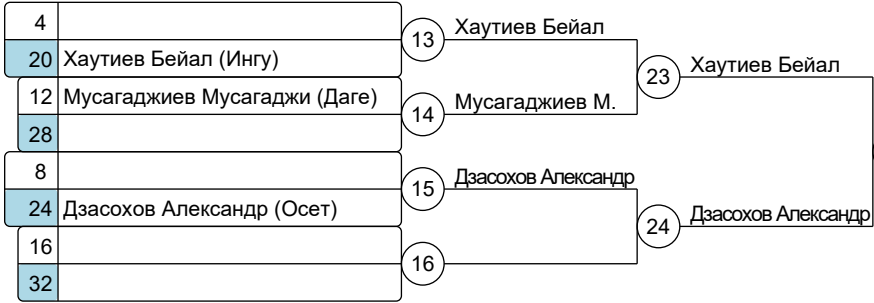 4
20 Хаутиев Бейал (Ингу)
12 Мусагаджиев Мусагаджи (Даге)
28
8
24 Дзасохов Александр (Осет)
16
32
13
14
15
16
Хаутиев Бейал
Мусагаджиев М.
Дзасохов Александр
23
24
Хаутиев Бейал
Дзасохов Александр